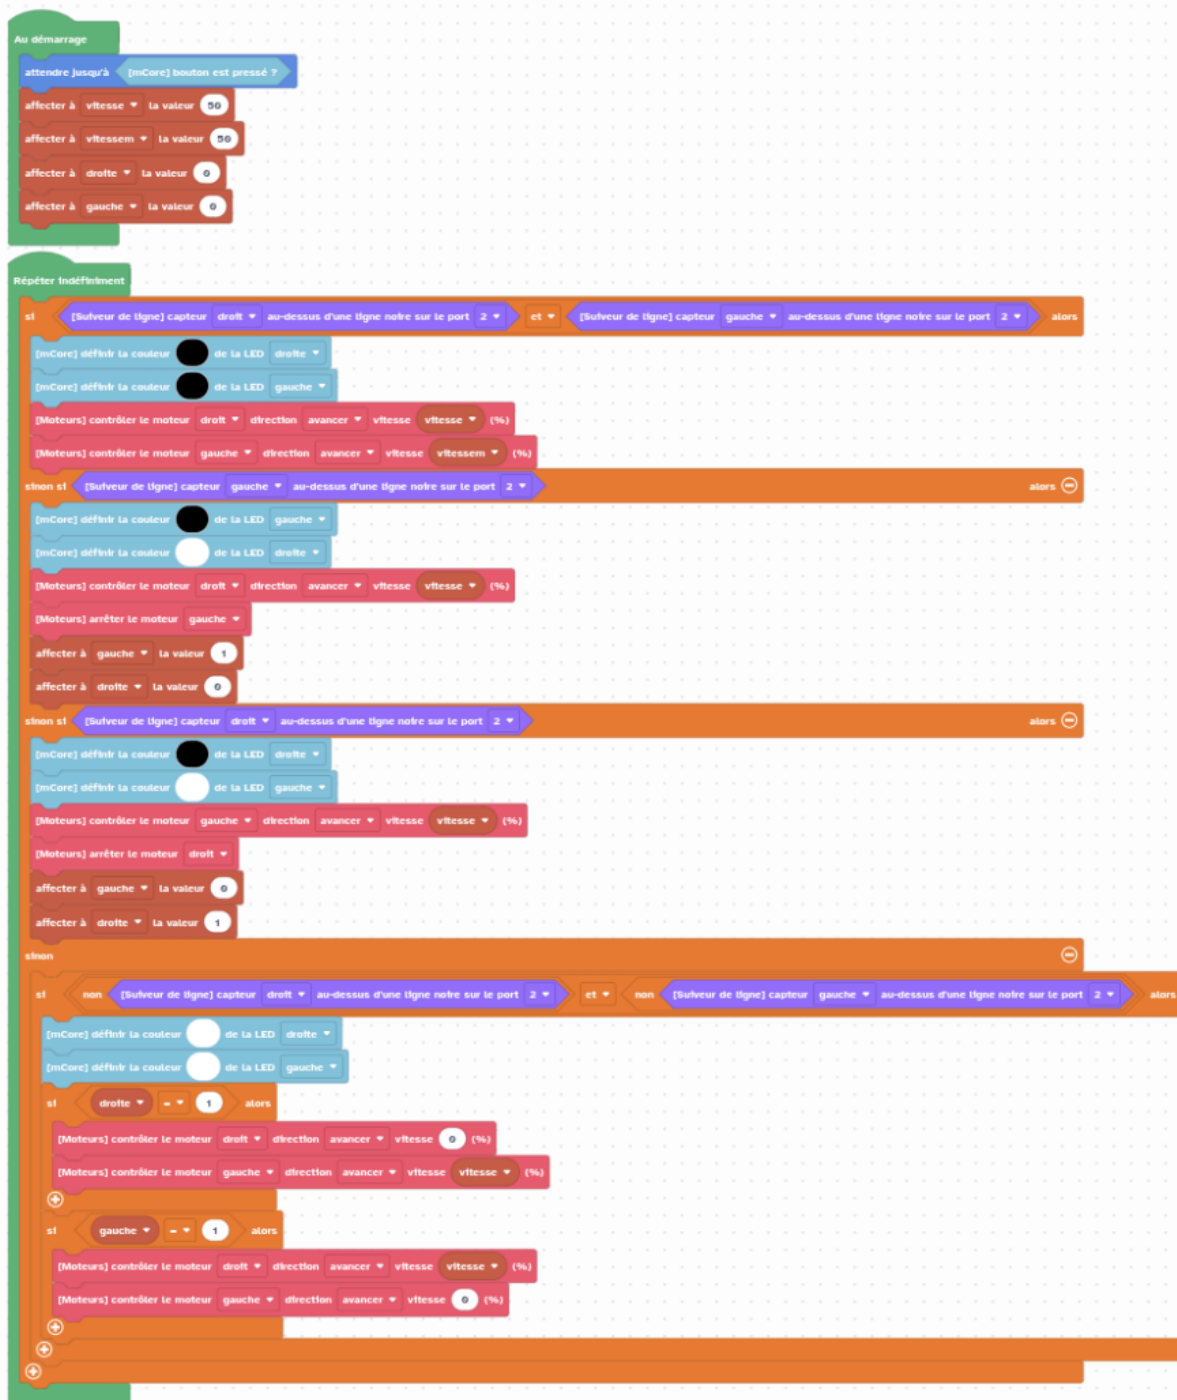 Au démarrage
attendre jusqu'à [mCore] bouton est pressé ?
affecter à vitesse la valeur 50
affecter à vitessem la valeur 50
affecter à droite la valeur 0
affecter à gauche la valeur 0
Répéter indéfiniment
si [Suiveur de ligne] capteur droit au-dessus d'une ligne noire sur le port 2 et [Suiveur de ligne] capteur gauche au-dessus d'une ligne noire sur le port 2 alors
[mCore] définir la couleur de la LED droite
[mCore] définir la couleur de la LED gauche
[Moteurs] contrôler le moteur droit direction avancer vitesse vitesse (%)
[Moteurs] contrôler le moteur gauche direction avancer vitesse vitessem (%)
sinon si [Suiveur de ligne] capteur gauche au-dessus d'une ligne noire sur le port 2 alors
[mCore] définir la couleur de la LED gauche
[mCore] définir la couleur de la LED droite
[Moteurs] contrôler le moteur droit direction avancer vitesse vitesse (%)
[Moteurs] arrêter le moteur gauche
affecter à gauche la valeur 1
affecter à droite la valeur 0
sinon si [Suiveur de ligne] capteur droit au-dessus d'une ligne noire sur le port 2 alors
[mCore] définir la couleur de la LED droite
[mCore] définir la couleur de la LED gauche
[Moteurs] contrôler le moteur gauche direction avancer vitesse vitesse (%)
[Moteurs] arrêter le moteur droit
affecter à gauche la valeur 0
affecter à droite la valeur 1
sinon
si non [Suiveur de ligne] capteur droit au-dessus d'une ligne noire sur le port 2 et non [Suiveur de ligne] capteur gauche au-dessus d'une ligne noire sur le port 2 alors
[mCore] définir la couleur de la LED droite
[mCore] définir la couleur de la LED gauche
si droite = 1 alors
[Moteurs] contrôler le moteur droit direction avancer vitesse 0 (%)
[Moteurs] contrôler le moteur gauche direction avancer vitesse vitesse (%)
si gauche = 1 alors
[Moteurs] contrôler le moteur droit direction avancer vitesse vitesse (%)
[Moteurs] contrôler le moteur gauche direction avancer vitesse 0 (%)